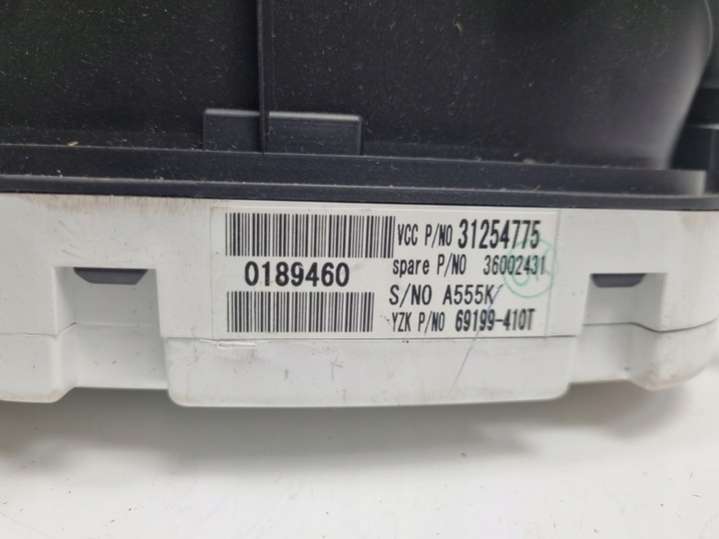 VCC P/NO 31254775
spare P/NO 36002431
0189460
S/NO A555K
YZK P/NO 69199-410T